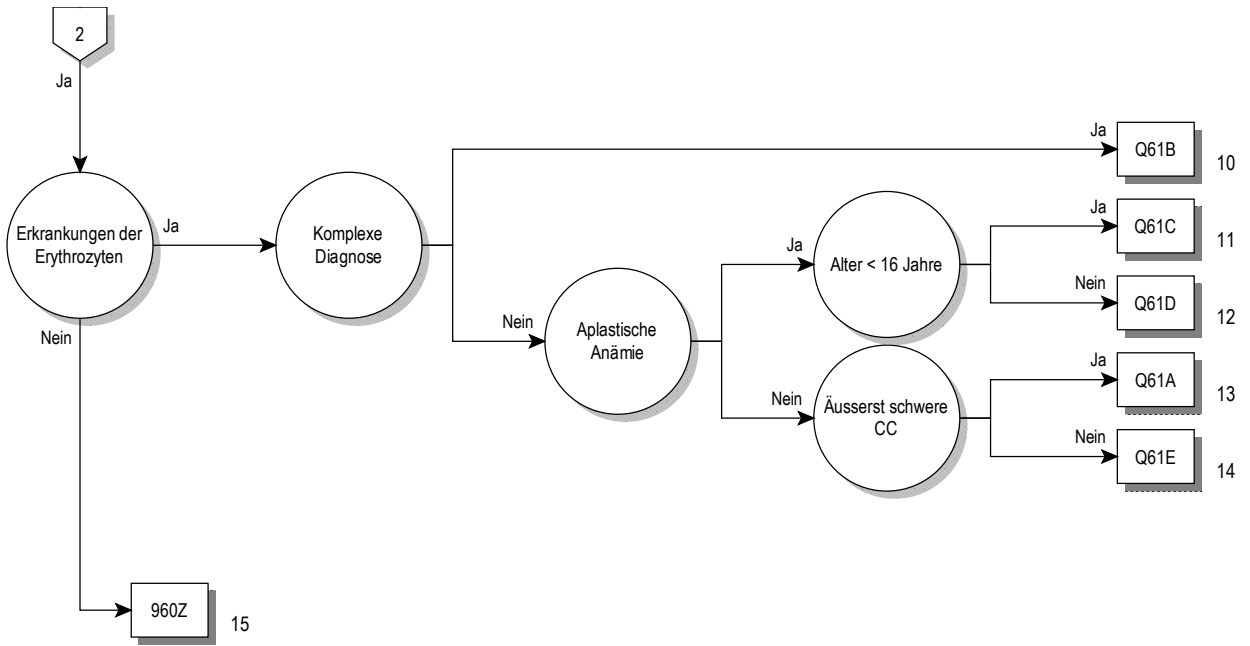 2
Ja
Ja
Q61B
10
Erkrankungen der
Erythrozyten
Ja
Komplexe
Diagnose
Ja
Q61C
11
Ja
Alter < 16 Jahre
Nein
Q61D
12
Nein
Nein
Aplastische
Anämie
Ja
Q61A
13
Nein
Äusserst schwere
CC
Nein
Q61E
14
960Z
15